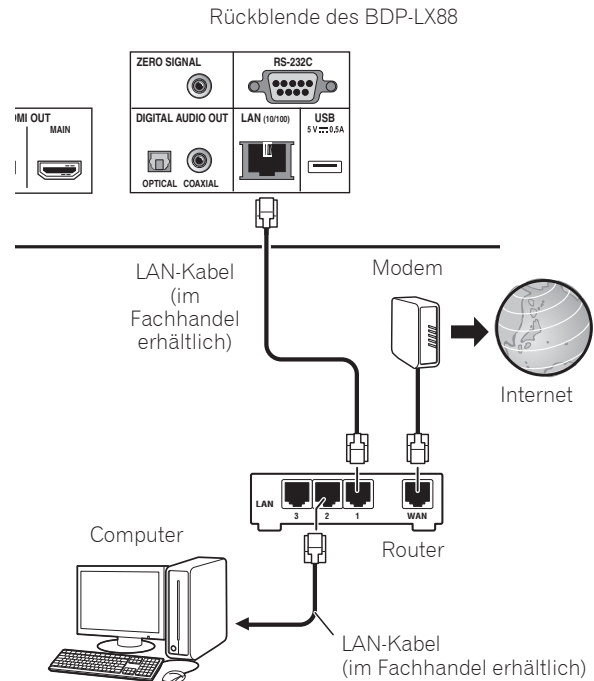 Rückblende des BDP-LX88
ZERO SIGNAL
RS-232C
MI OUT
MAIN
DIGITAL AUDIO OUT
OPTICAL COAXIAL
LAN (10/100)
USB
5 V ⎓ 0.5A
LAN-Kabel
(im
Fachhandel
erhältlich)
Modem
Internet
LAN
3 2 1
WAN
Router
Computer
LAN-Kabel
(im Fachhandel erhältlich)